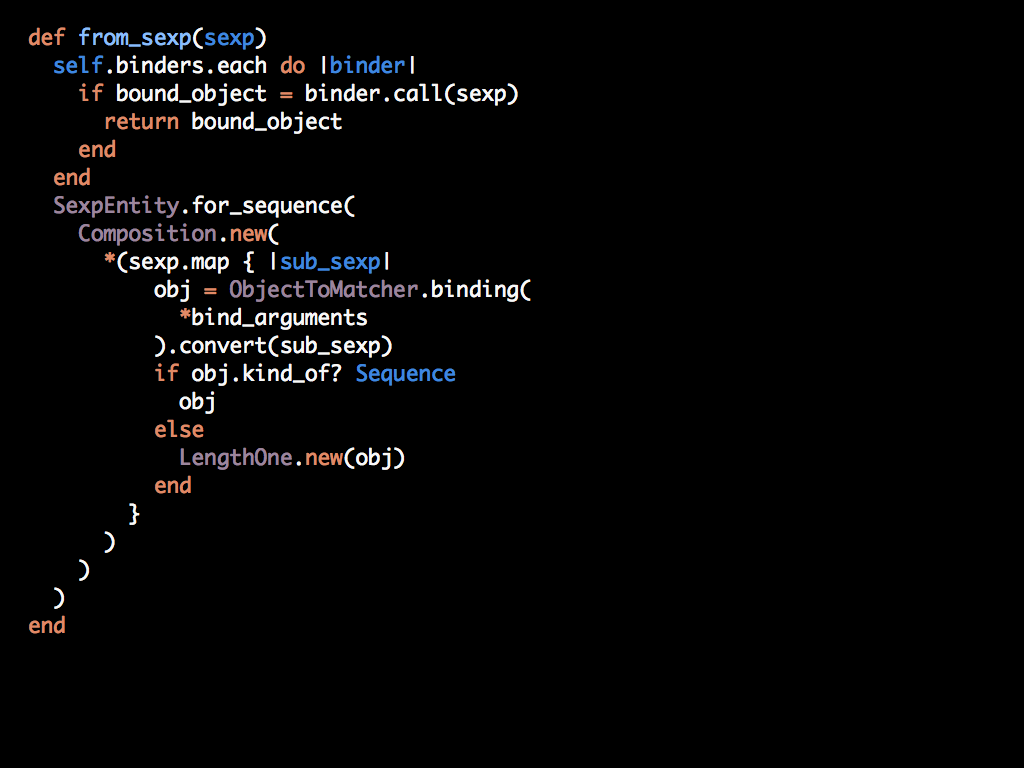 def from_sexp(sexp)
  self.binders.each do |binder|
    if bound_object = binder.call(sexp)
      return bound_object
    end
  end
  SexpEntity.for_sequence(
    Composition.new(
      *(sexp.map { |sub_sexp|
          obj = ObjectToMatcher.binding(
            *bind_arguments
          ).convert(sub_sexp)
          if obj.kind_of? Sequence
            obj
          else
            LengthOne.new(obj)
          end
        }
      )
    )
  )
end